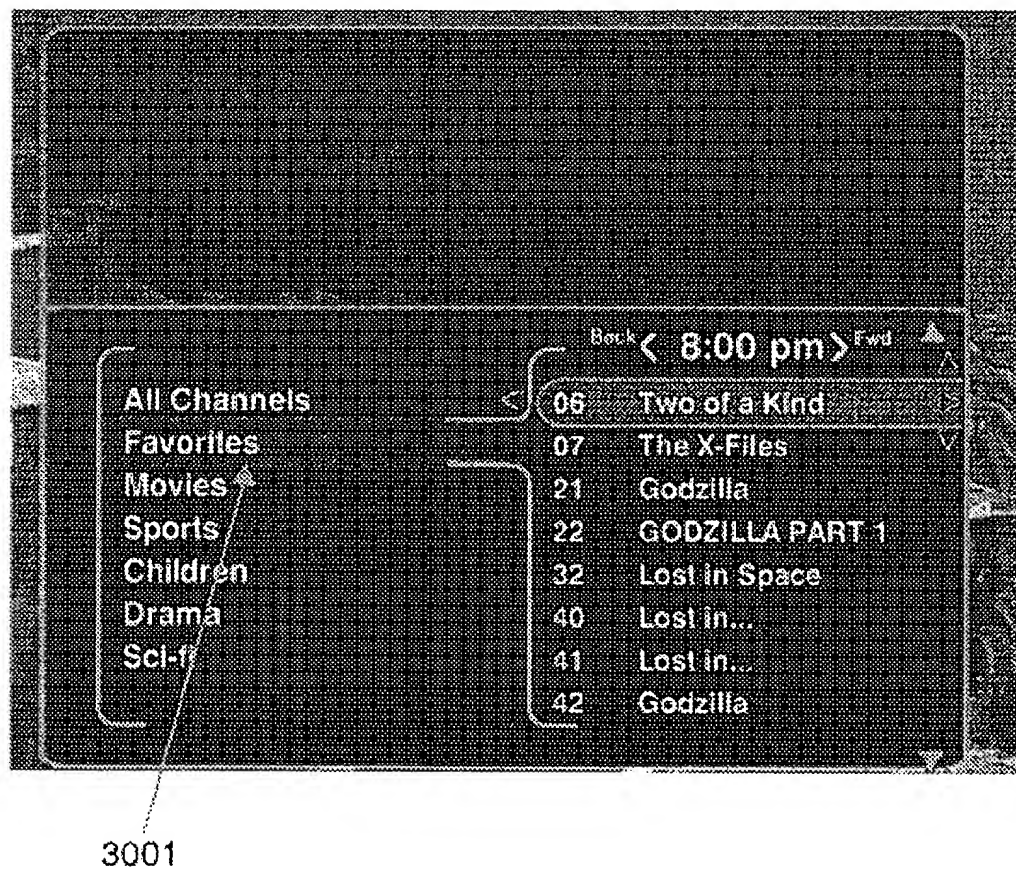 Back < 8:00 pm > Fwd
All Channels
Favorites
Movies
Sports
Children
Drama
Sci-fi
< 06 Two of a Kind >
07 The X-Files
21 Godzilla
22 GODZILLA PART 1
32 Lost in Space
40 Lost in...
41 Lost in...
42 Godzilla
3001